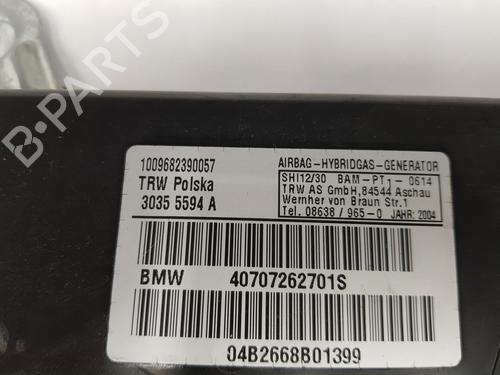 B-PARTS
1009682390057
TRW Polska
3035 5594 A
AIRBAG-HYBRIDGAS-GENERATOR
SHI12/30 BAM-PT1-0614
TRW AS GmbH,84544 Aschau
Wernher von Braun Str.1
Tel. 08638/965-0 JAHR: 2004
BMW 40707262701S
04B2668B01399